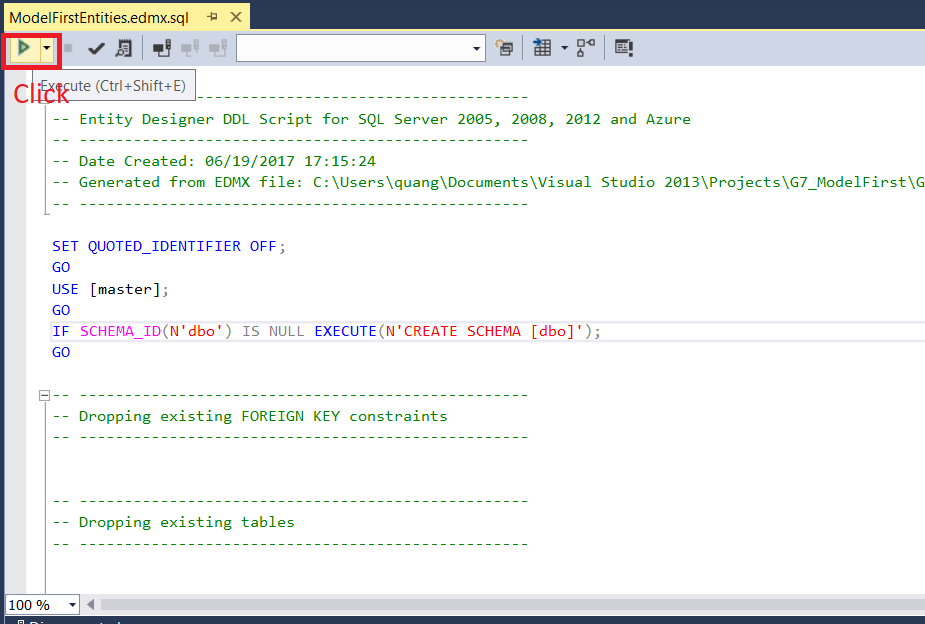 ModelFirstEntities.edmx.sql
Execute (Ctrl+Shift+E)
Click
-----------------------------------
-- Entity Designer DDL Script for SQL Server 2005, 2008, 2012 and Azure
-- --------------------------------------------------
-- Date Created: 06/19/2017 17:15:24
-- Generated from EDMX file: C:\Users\quang\Documents\Visual Studio 2013\Projects\G7_ModelFirst\G
-- --------------------------------------------------
SET QUOTED_IDENTIFIER OFF;
GO
USE [master];
GO
IF SCHEMA_ID(N'dbo') IS NULL EXECUTE(N'CREATE SCHEMA [dbo]');
GO
-- --------------------------------------------------
-- Dropping existing FOREIGN KEY constraints
-- --------------------------------------------------
-- --------------------------------------------------
-- Dropping existing tables
-- --------------------------------------------------
100 %